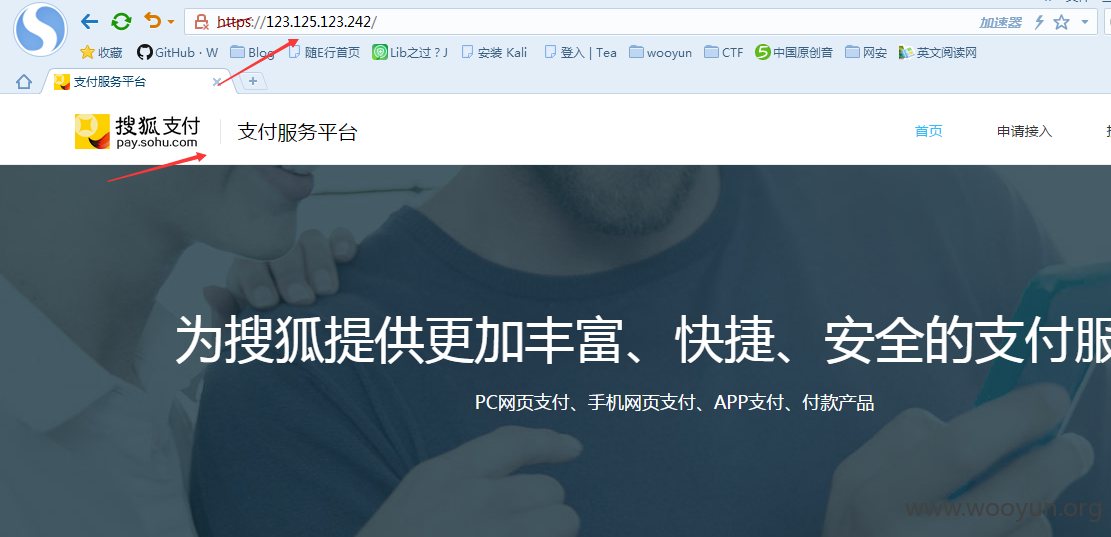 https://123.125.123.242/
加速器
收藏 GitHub · W Blog 随E行首页 Lib之过？J 安装 Kali 登入 | Tea wooyun CTF 中国原创音 网安 英文阅读网
支付服务平台
搜狐支付
pay.sohu.com
支付服务平台
首页 申请接入
为搜狐提供更加丰富、快捷、安全的支付服
PC网页支付、手机网页支付、APP支付、付款产品
www.wooyun.org